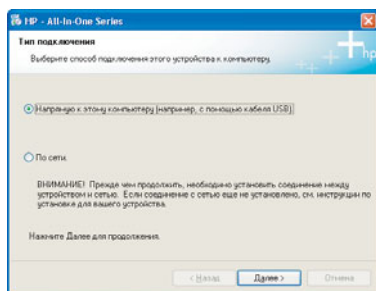 HP - All-In-One Series
Тип подключения
Выберите способ подключения этого устройства к компьютеру.
hp
Напрямую к этому компьютеру (например, с помощью кабеля USB)
По сети.
ВНИМАНИЕ! Прежде чем продолжить, необходимо установить соединение между
устройством и сетью. Если соединение с сетью еще не установлено, см. инструкции по
установке для вашего устройства.
Нажмите Далее для продолжения.
< Назад Далее > Отмена